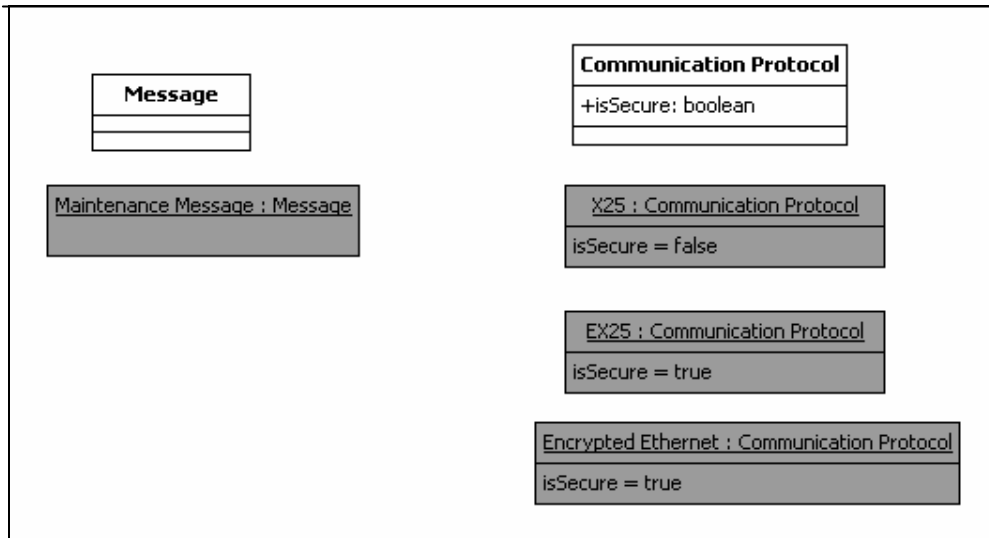 Message
Maintenance Message : Message
Communication Protocol
+isSecure: boolean
X25 : Communication Protocol
isSecure = false
EX25 : Communication Protocol
isSecure = true
Encrypted Ethernet : Communication Protocol
isSecure = true